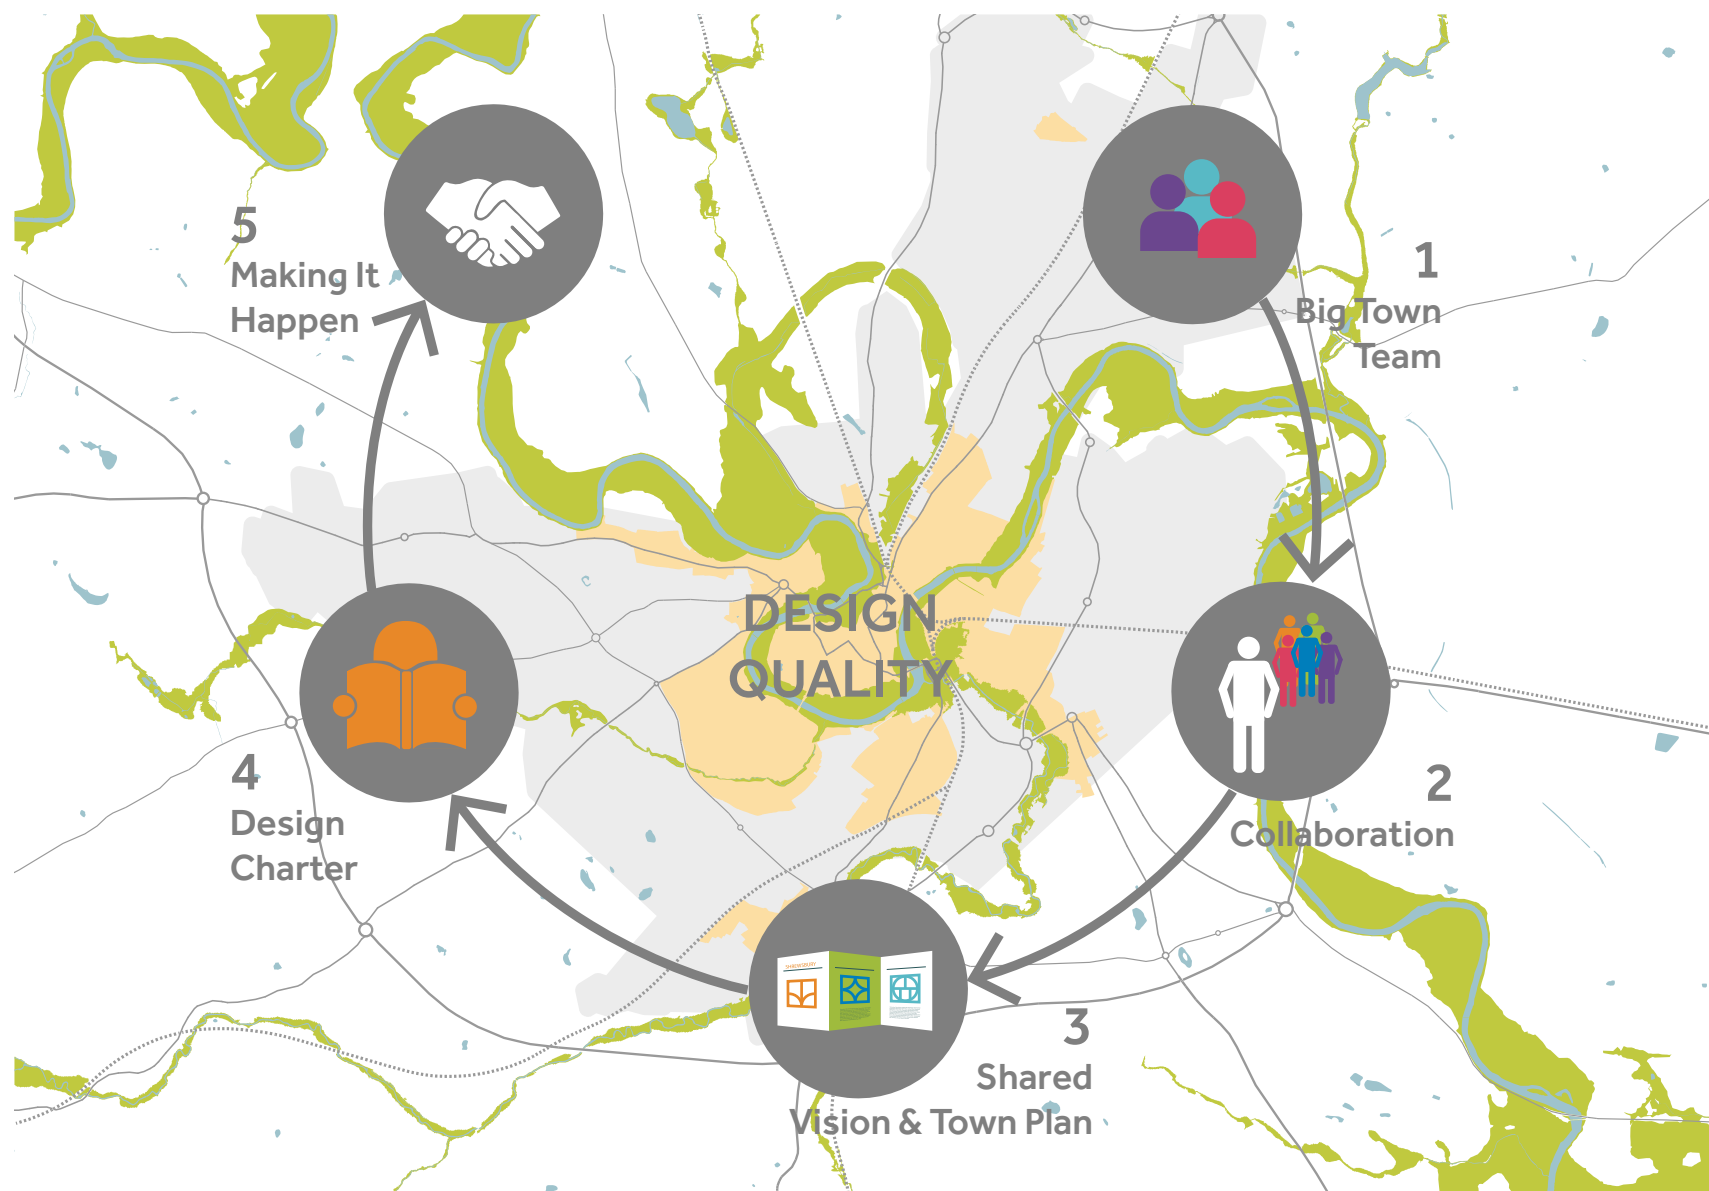 1
Big Town
Team
2
Collaboration
3
Shared
Vision & Town Plan
4
Design
Charter
5
Making It
Happen
DESIGN
QUALITY
SHREWSBURY